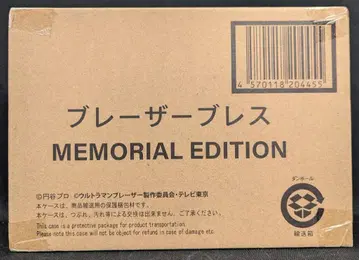 4 570118 204455
ブレーザーブレス
MEMORIAL EDITION
©円谷プロ ©ウルトラマンブレーザー製作委員会・テレビ東京
本ケースは、商品輸送用の保護梱包材です。
本ケースは、つぶれ、汚れ等による交換は出来ません。ご了承ください。
This case is a protective product for product transportation.
Please note this case will not be object for refund in case of damage etc.
ダンボール
輸送箱